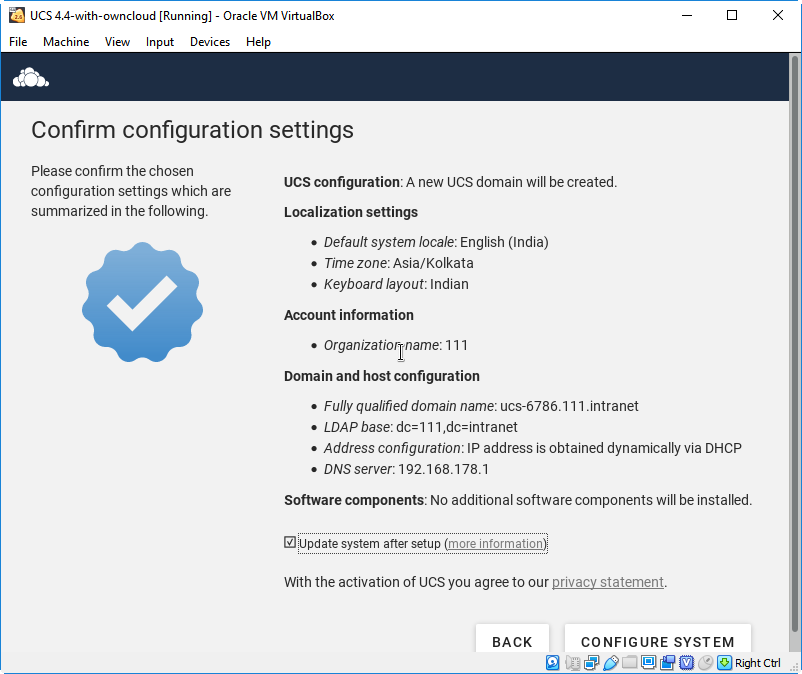 UCS 4.4-with-owncloud [Running] - Oracle VM VirtualBox
File Machine View Input Devices Help
Confirm configuration settings
Please confirm the chosen
configuration settings which are
summarized in the following.
UCS configuration: A new UCS domain will be created.
Localization settings
Default system locale: English (India)
Time zone: Asia/Kolkata
Keyboard layout: Indian
Account information
Organization name: 111
Domain and host configuration
Fully qualified domain name: ucs-6786.111.intranet
LDAP base: dc=111,dc=intranet
Address configuration: IP address is obtained dynamically via DHCP
DNS server: 192.168.178.1
Software components: No additional software components will be installed.
Update system after setup (more information)
With the activation of UCS you agree to our privacy statement.
BACK CONFIGURE SYSTEM
Right Ctrl